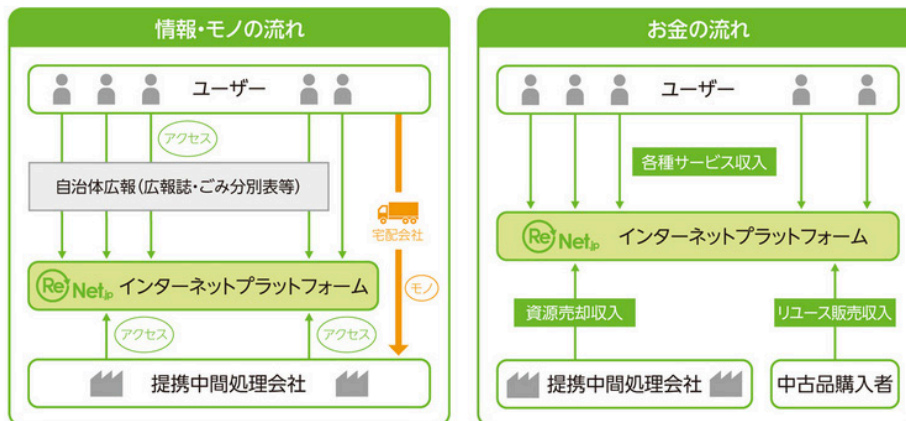 情報・モノの流れ
ユーザー
アクセス
自治体広報(広報誌・ごみ分別表等)
宅配会社
ReNet.jp インターネットプラットフォーム
モノ
アクセス
アクセス
提携中間処理会社
お金の流れ
ユーザー
各種サービス収入
ReNet.jp インターネットプラットフォーム
資源売却収入
リユース販売収入
提携中間処理会社
中古品購入者